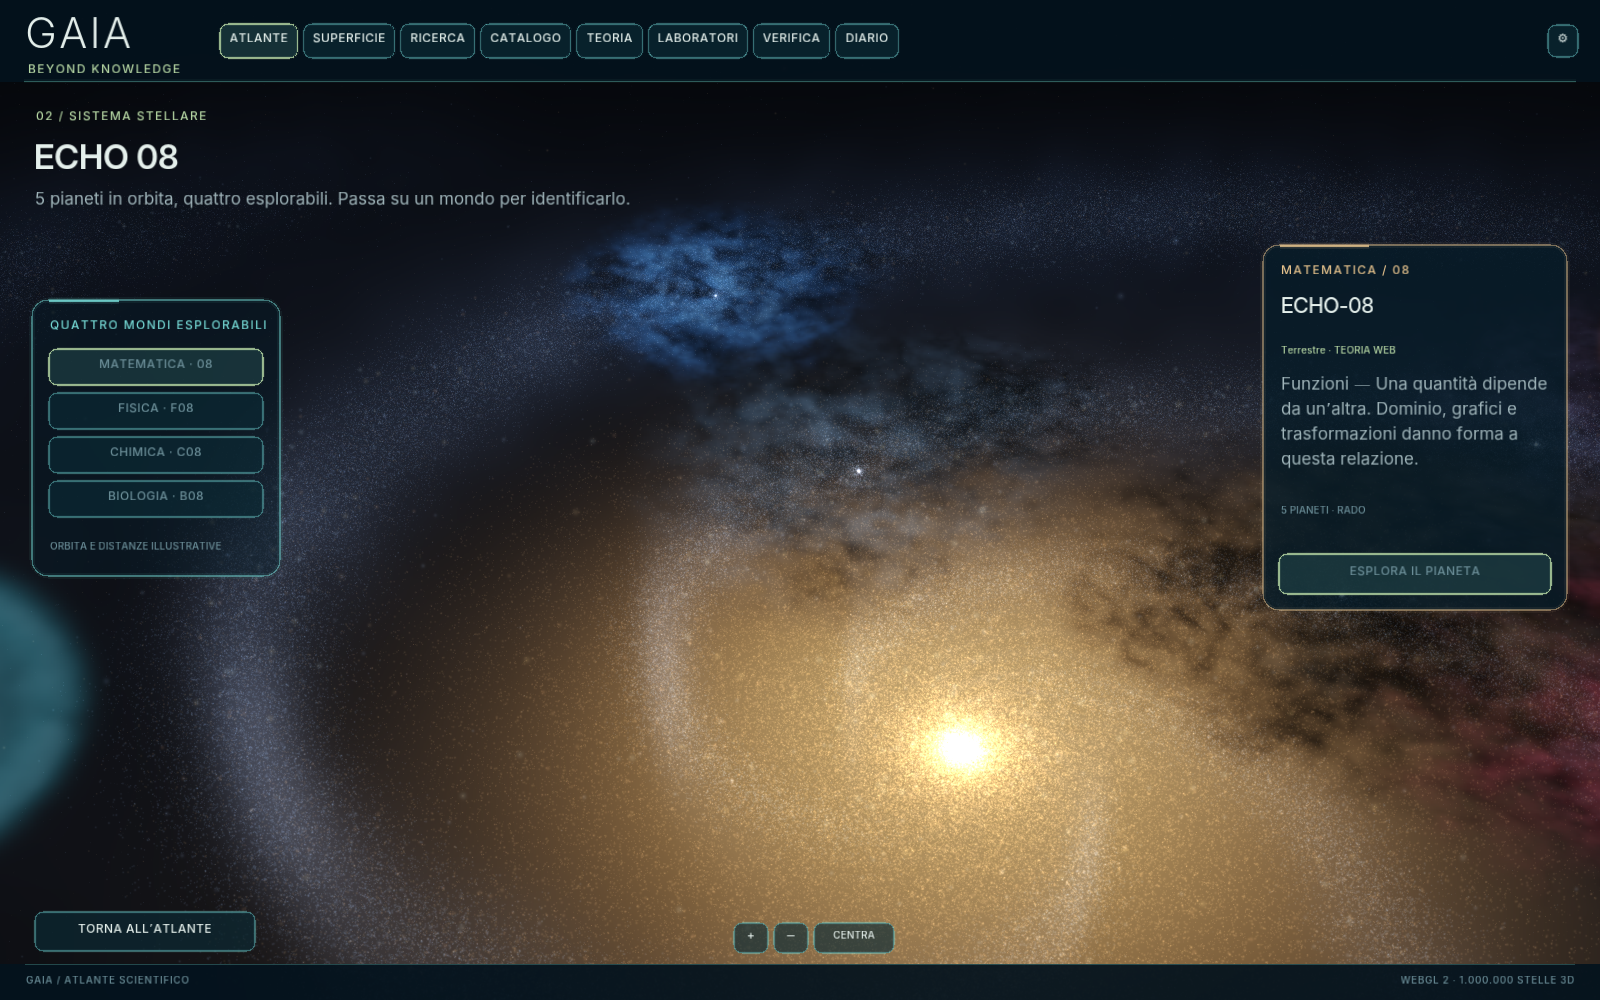 GAIA
BEYOND KNOWLEDGE
ATLANTE
SUPERFICIE
RICERCA
CATALOGO
TEORIA
LABORATORI
VERIFICA
DIARIO
02 / SISTEMA STELLARE
ECHO 08
5 pianeti in orbita, quattro esplorabili. Passa su un mondo per identificarlo.
QUATTRO MONDI ESPLORABILI
MATEMATICA · 08
FISICA · F08
CHIMICA · C08
BIOLOGIA · B08
ORBITA E DISTANZE ILLUSTRATIVE
MATEMATICA / 08
ECHO-08
Terrestre · TEORIA WEB
Funzioni — Una quantità dipende
da un’altra. Dominio, grafici e
trasformazioni danno forma a
questa relazione.
5 PIANETI · RADO
ESPLORA IL PIANETA
TORNA ALL’ATLANTE
+
—
CENTRA
GAIA / ATLANTE SCIENTIFICO
WEBGL 2 · 1.000.000 STELLE 3D